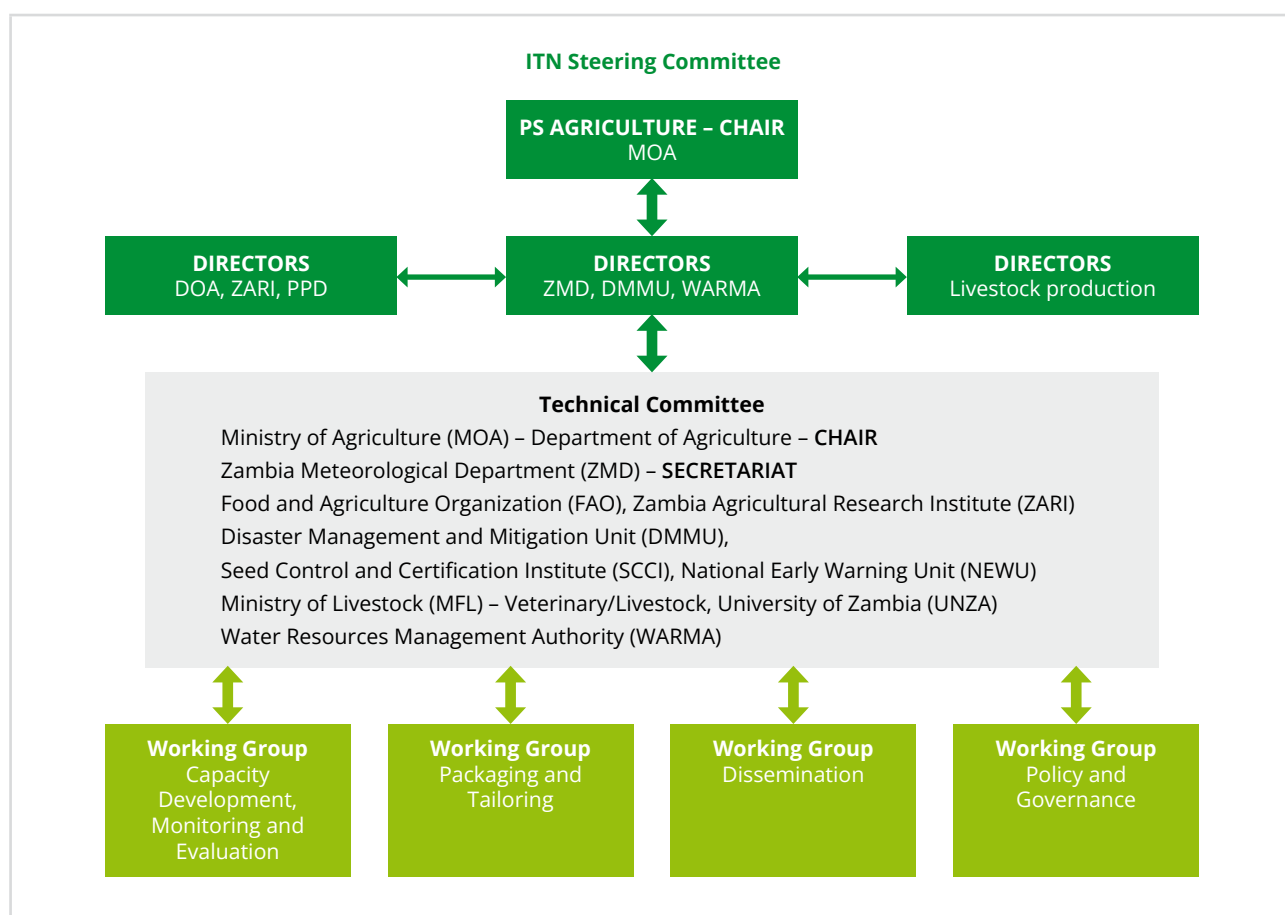 ITN Steering Committee
PS AGRICULTURE – CHAIR
MOA
DIRECTORS
DOA, ZARI, PPD
DIRECTORS
ZMD, DMMU, WARMA
DIRECTORS
Livestock production
Technical Committee
Ministry of Agriculture (MOA) – Department of Agriculture – CHAIR
Zambia Meteorological Department (ZMD) – SECRETARIAT
Food and Agriculture Organization (FAO), Zambia Agricultural Research Institute (ZARI)
Disaster Management and Mitigation Unit (DMMU),
Seed Control and Certification Institute (SCCI), National Early Warning Unit (NEWU)
Ministry of Livestock (MFL) – Veterinary/Livestock, University of Zambia (UNZA)
Water Resources Management Authority (WARMA)
Working Group
Capacity
Development,
Monitoring and
Evaluation
Working Group
Packaging and
Tailoring
Working Group
Dissemination
Working Group
Policy and
Governance